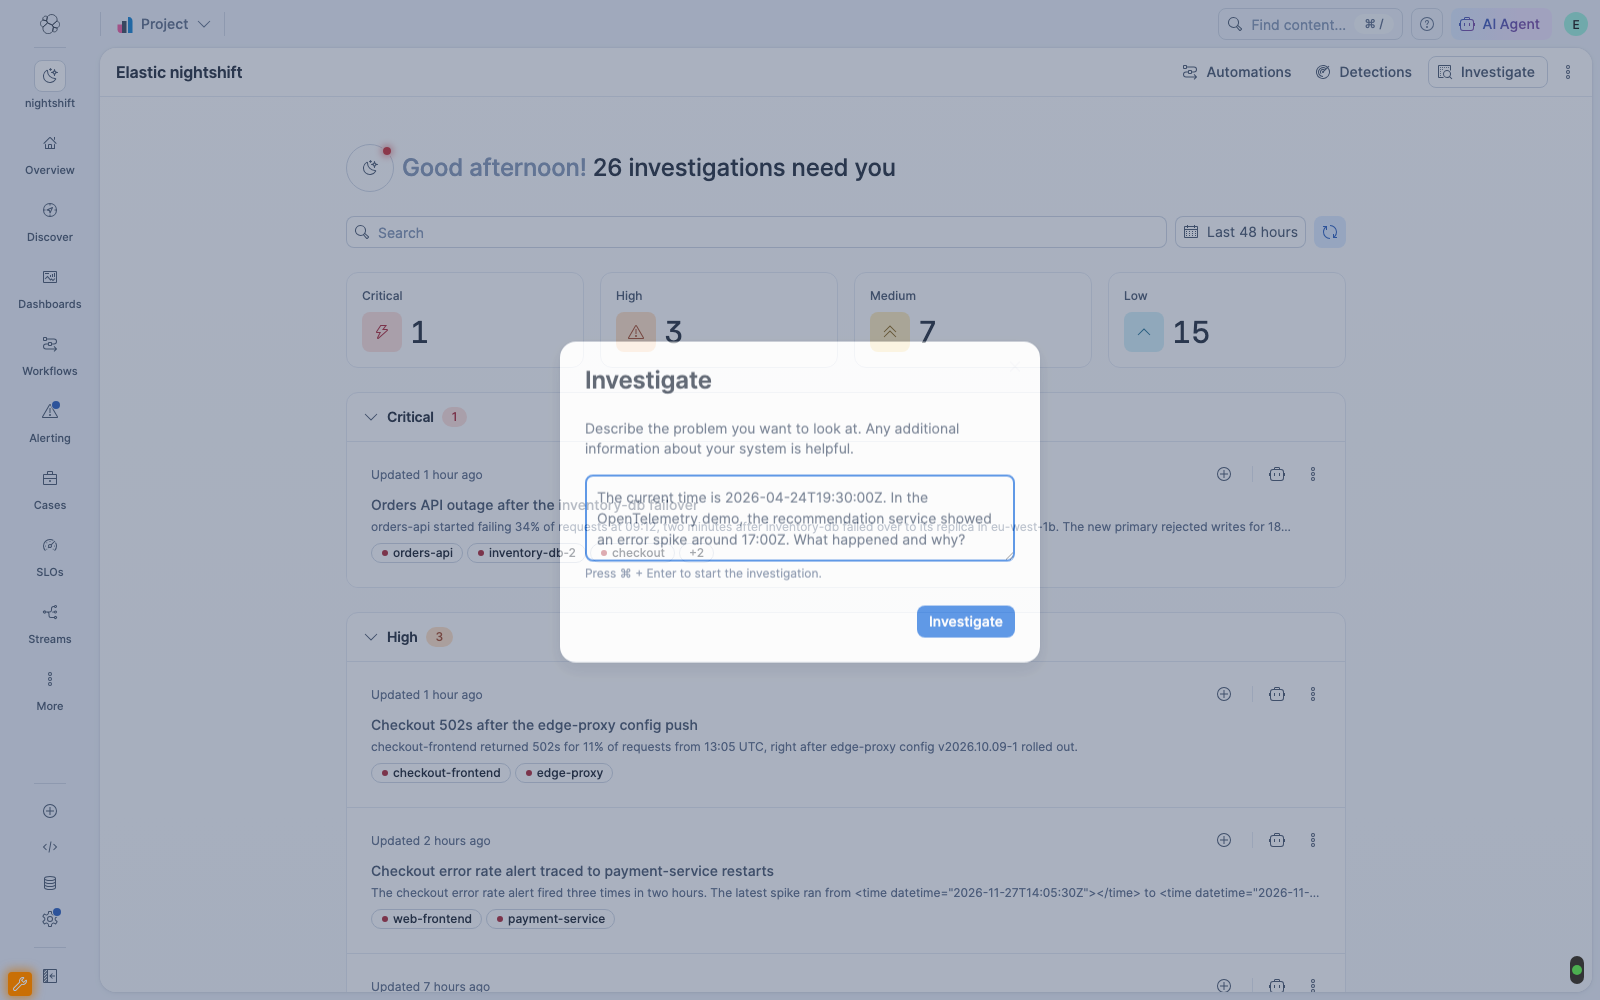 Project
Find content...
⌘ /
AI Agent
E
nightshift
Overview
Discover
Dashboards
Workflows
Alerting
Cases
SLOs
Streams
More
Elastic nightshift
Automations
Detections
Investigate
Good afternoon! 26 investigations need you
Search
Last 48 hours
Critical
1
High
3
Medium
7
Low
15
Critical 1
Updated 1 hour ago
Orders API outage after the inventory-db failover
orders-api started failing 34% of requests at 09:12, two minutes after inventory-db failed over to its replica in eu-west-1b. The new primary rejected writes for 18...
orders-api
inventory-db-2
checkout
+2
Investigate
Describe the problem you want to look at. Any additional
information about your system is helpful.
The current time is 2026-04-24T19:30:00Z. In the
OpenTelemetry demo, the recommendation service showed
an error spike around 17:00Z. What happened and why?
Press ⌘ + Enter to start the investigation.
Investigate
High 3
Updated 1 hour ago
Checkout 502s after the edge-proxy config push
checkout-frontend returned 502s for 11% of requests from 13:05 UTC, right after edge-proxy config v2026.10.09-1 rolled out.
checkout-frontend
edge-proxy
Updated 2 hours ago
Checkout error rate alert traced to payment-service restarts
The checkout error rate alert fired three times in two hours. The latest spike ran from <time datetime="2026-11-27T14:05:30Z"></time> to <time datetime="2026-11-...
web-frontend
payment-service
Updated 7 hours ago